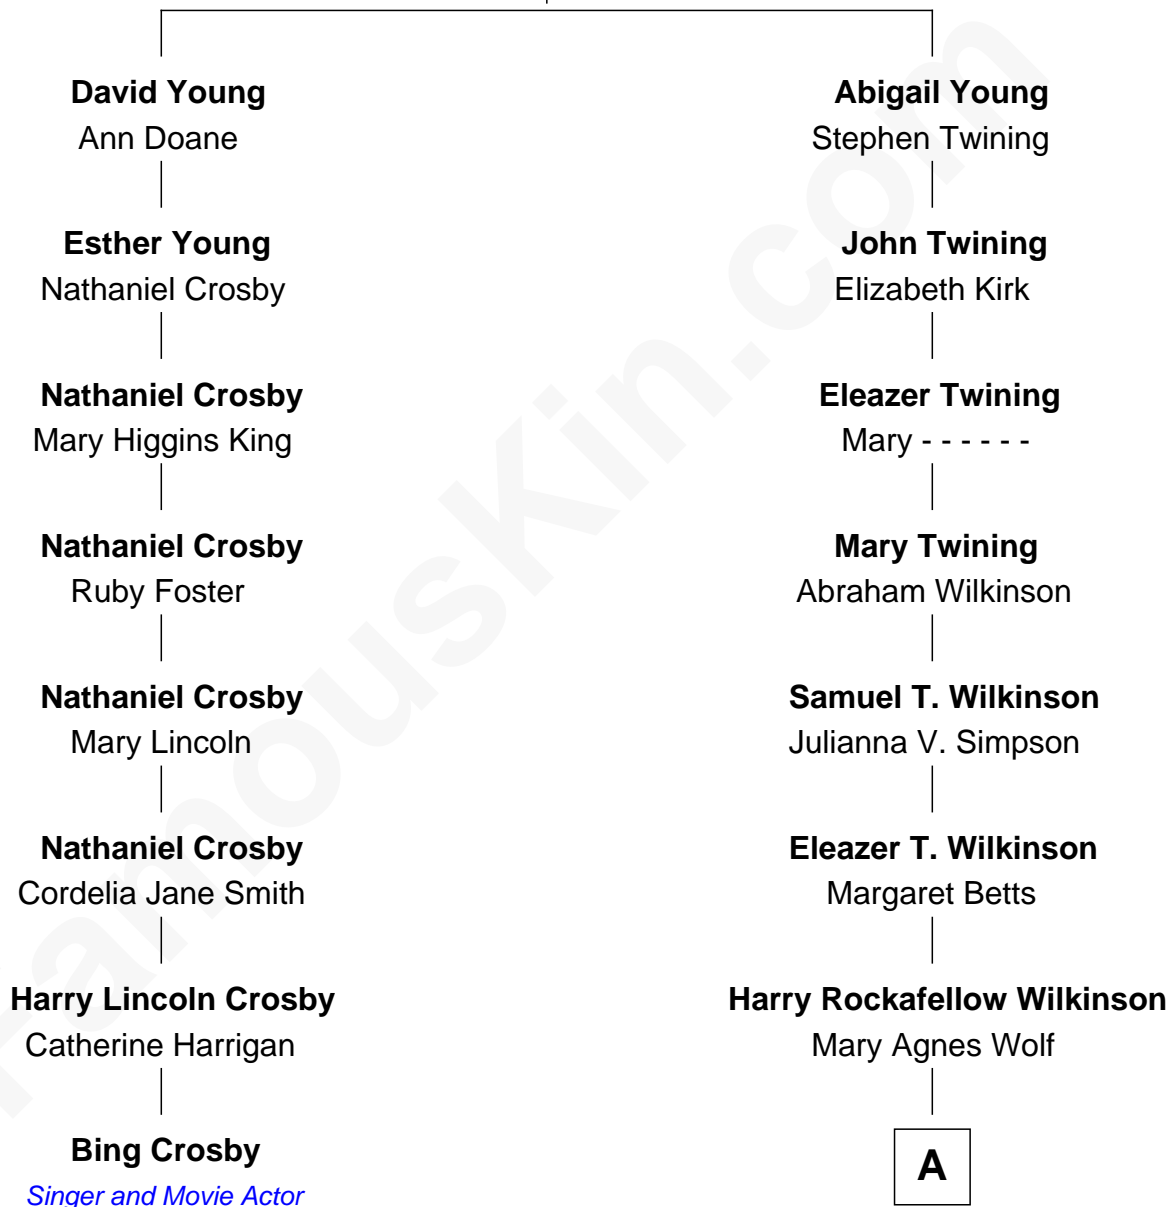 David Young
Ann Doane
Abigail Young
Stephen Twining
Esther Young
Nathaniel Crosby
John Twining
Elizabeth Kirk
Nathaniel Crosby
Mary Higgins King
Eleazer Twining
Mary - - - - - -
Nathaniel Crosby
Ruby Foster
Mary Twining
Abraham Wilkinson
Nathaniel Crosby
Mary Lincoln
Samuel T. Wilkinson
Julianna V. Simpson
Nathaniel Crosby
Cordelia Jane Smith
Eleazer T. Wilkinson
Margaret Betts
Harry Lincoln Crosby
Catherine Harrigan
Harry Rockafellow Wilkinson
Mary Agnes Wolf
Bing Crosby
Singer and Movie Actor
A
FamousKin.com